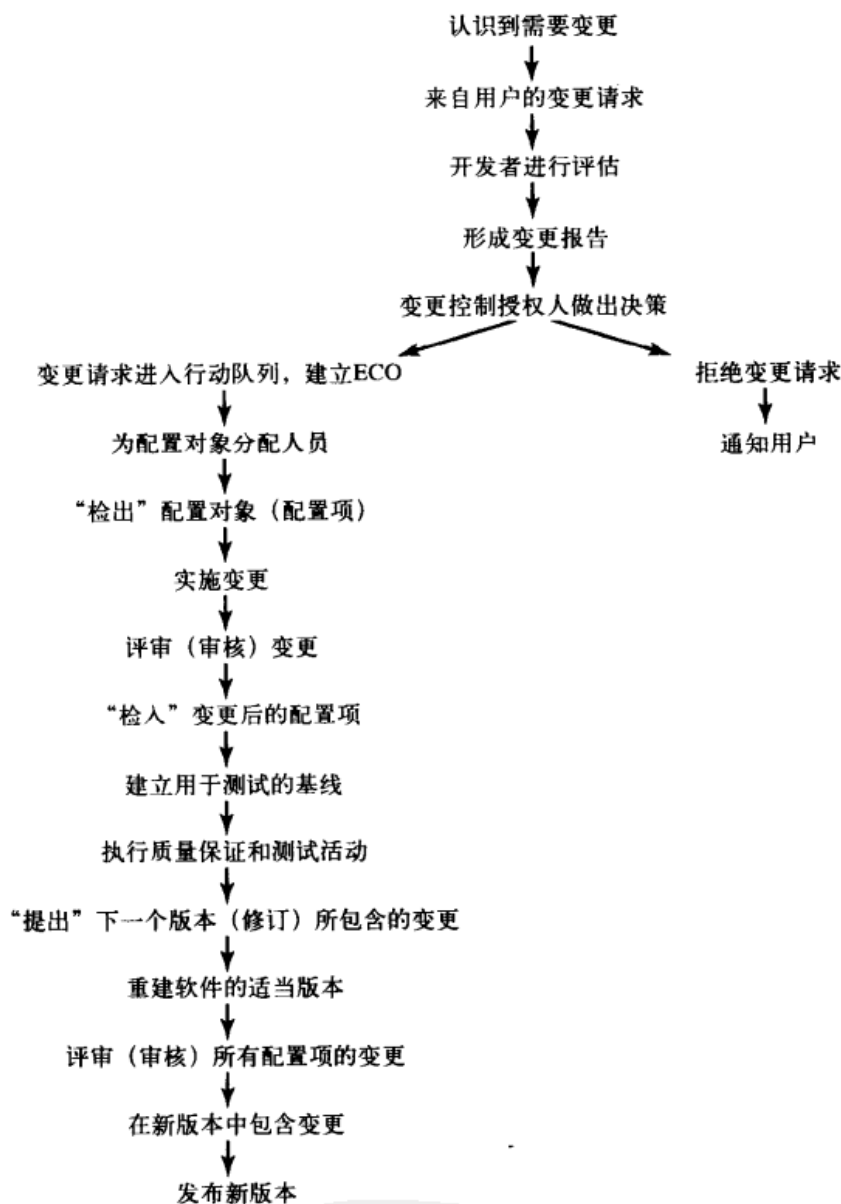 认识到需要变更
来自用户的变更请求
开发者进行评估
形成变更报告
变更控制授权人做出决策
变更请求进入行动队列，建立ECO
拒绝变更请求
为配置对象分配人员
通知用户
“检出”配置对象（配置项）
实施变更
评审（审核）变更
“检入”变更后的配置项
建立用于测试的基线
执行质量保证和测试活动
“提出”下一个版本（修订）所包含的变更
重建软件的适当版本
评审（审核）所有配置项的变更
在新版本中包含变更
发布新版本